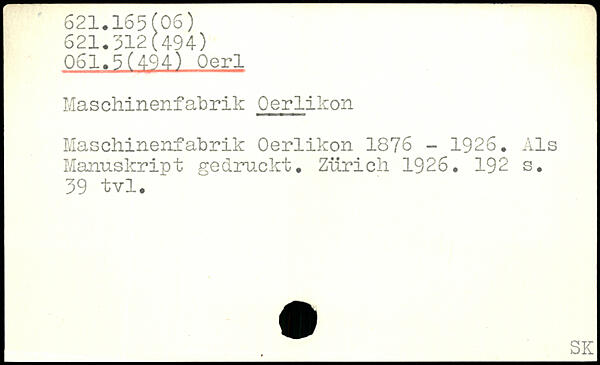 621.165(06)
621.312(494)
061.5(494) Oerl
Maschinenfabrik Oerlikon
Maschinenfabrik Oerlikon 1876 - 1926. Als
Manuskript gedruckt. Zürich 1926. 192 s.
39 tvl.
SK